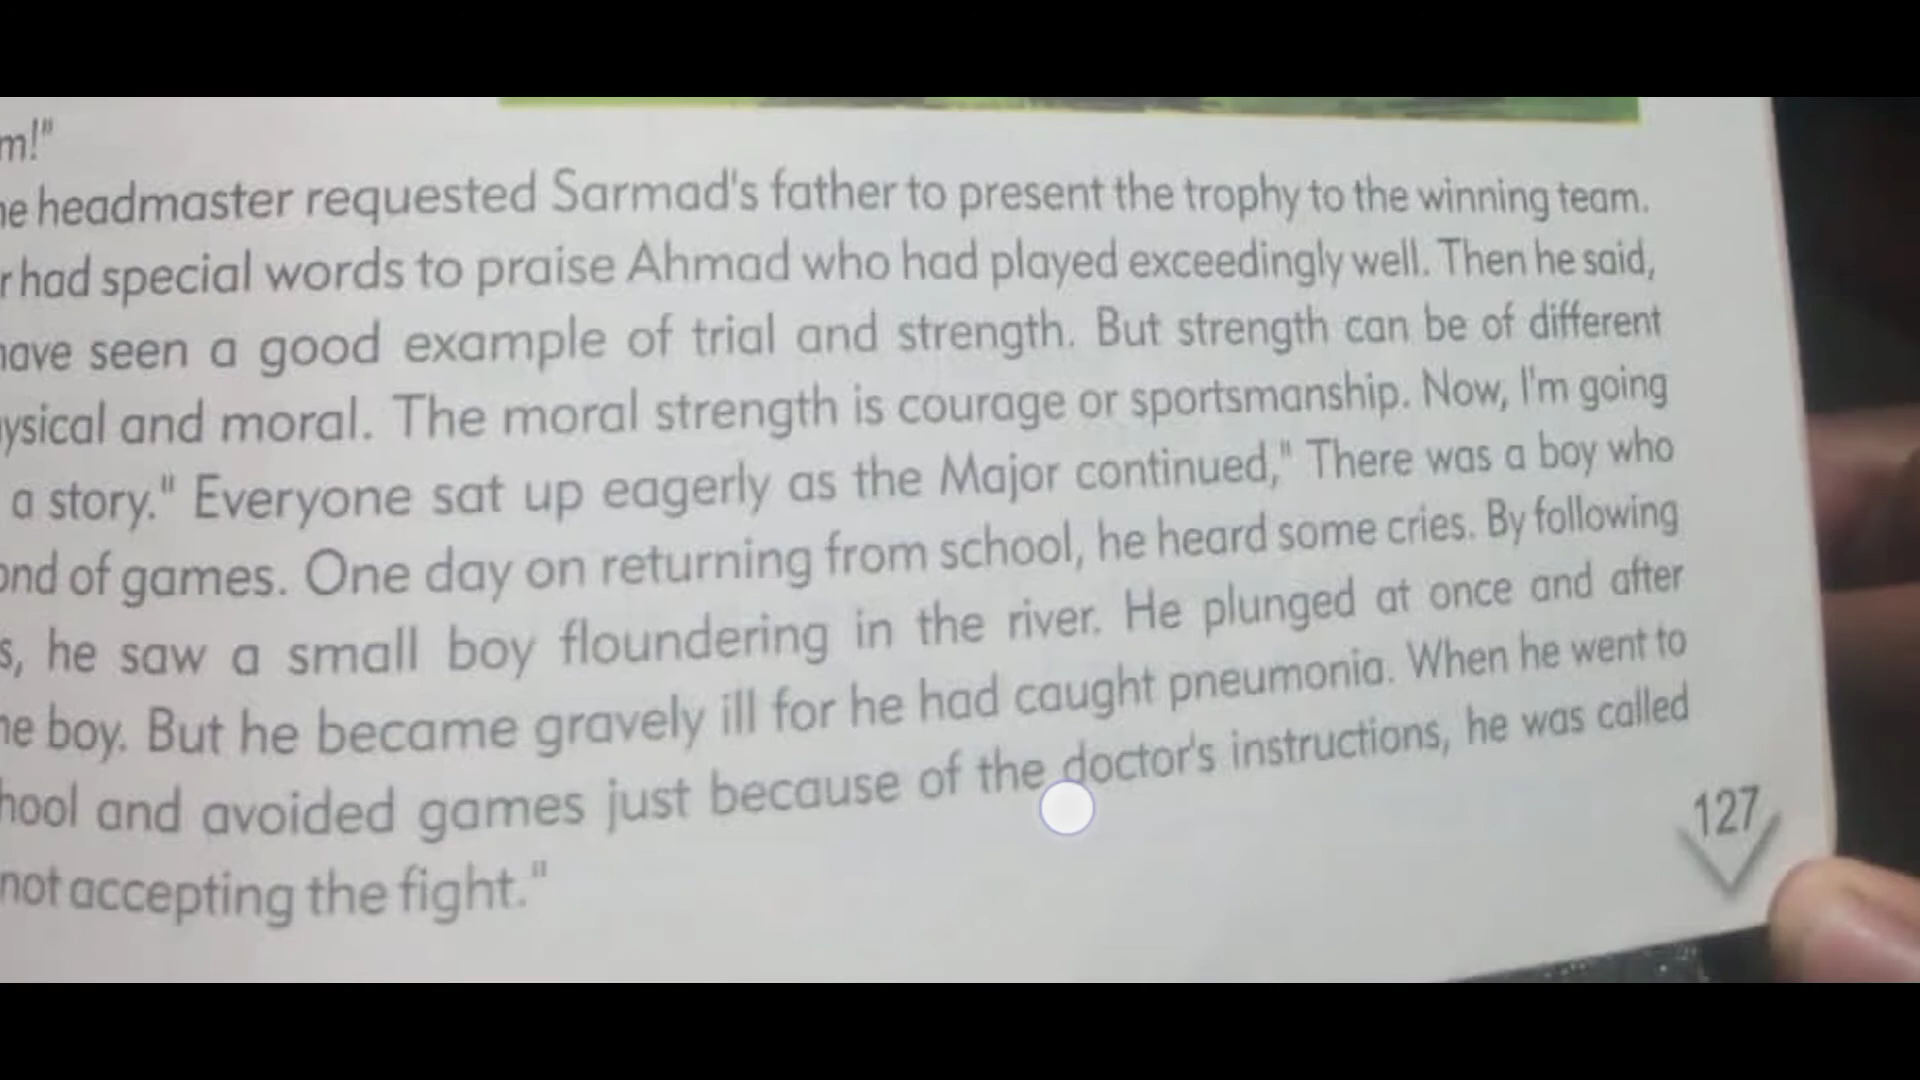 m!"
he headmaster requested Sarmad's father to present the trophy to the winning team.
r had special words to praise Ahmad who had played exceedingly well. Then he said,
have seen a good example of trial and strength. But strength can be of different
ysical and moral. The moral strength is courage or sportsmanship. Now, I'm going
a story." Everyone sat up eagerly as the Major continued," There was a boy who
ond of games. One day on returning from school, he heard some cries. By following
s, he saw a small boy floundering in the river. He plunged at once and after
he boy. But he became gravely ill for he had caught pneumonia. When he went to
hool and avoided games just because of the doctor's instructions, he was called
not accepting the fight."
127